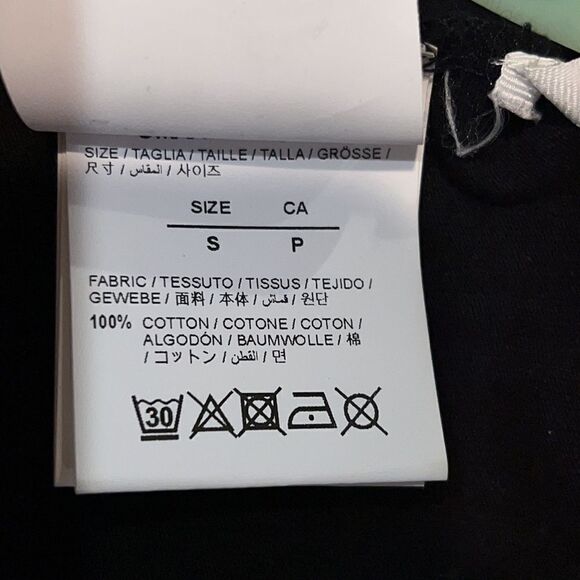 SIZE / TAGLIA / TAILLE / TALLA / GRÖSSE /
尺寸 / المقاس / 사이즈
SIZE CA
S P
FABRIC / TESSUTO / TISSUS / TEJIDO /
GEWEBE / 面料 / 本体 / قماش / 원단
100% COTTON / COTONE / COTON /
ALGODÓN / BAUMWOLLE / 棉
/ コットン / القطن / 면
30